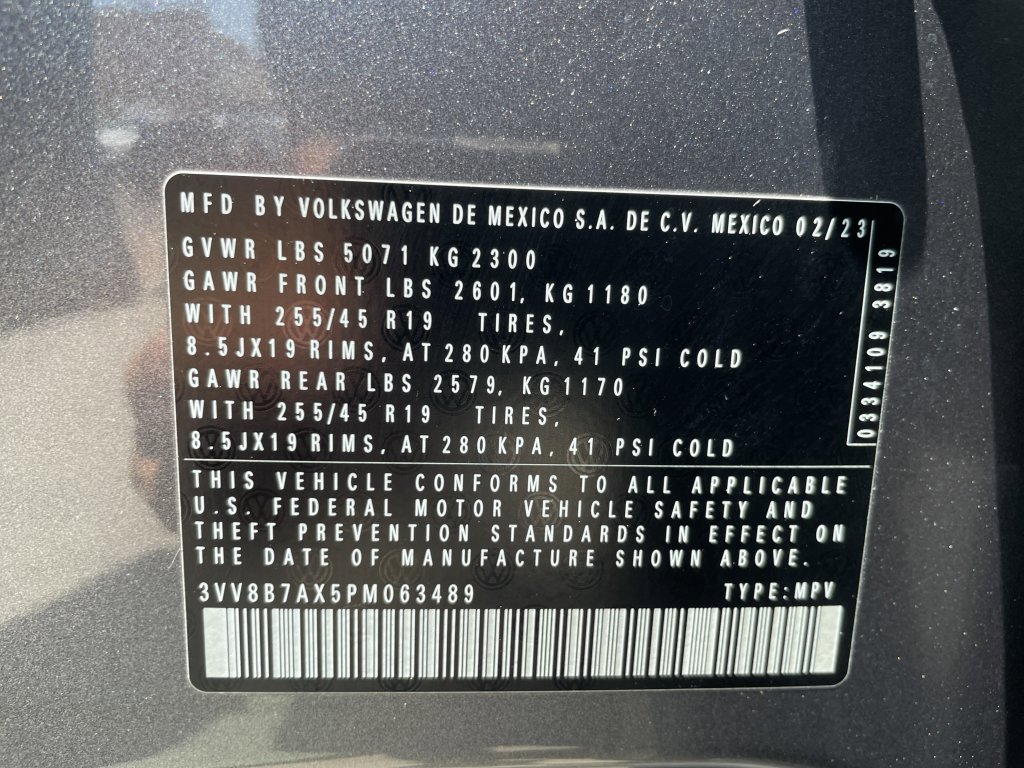 MFD BY VOLKSWAGEN DE MEXICO S.A. DE C.V. MEXICO 02/23
GVWR LBS 5071 KG 2300
GAWR FRONT LBS 2601, KG 1180
WITH 255/45 R19 TIRES,
8.5JX19 RIMS, AT 280 KPA, 41 PSI COLD
GAWR REAR LBS 2579, KG 1170
WITH 255/45 R19 TIRES,
8.5JX19 RIMS, AT 280 KPA, 41 PSI COLD
0334109 3819
THIS VEHICLE CONFORMS TO ALL APPLICABLE
U.S. FEDERAL MOTOR VEHICLE SAFETY AND
THEFT PREVENTION STANDARDS IN EFFECT ON
THE DATE OF MANUFACTURE SHOWN ABOVE.
3VV8B7AX5PM063489 TYPE: MPV